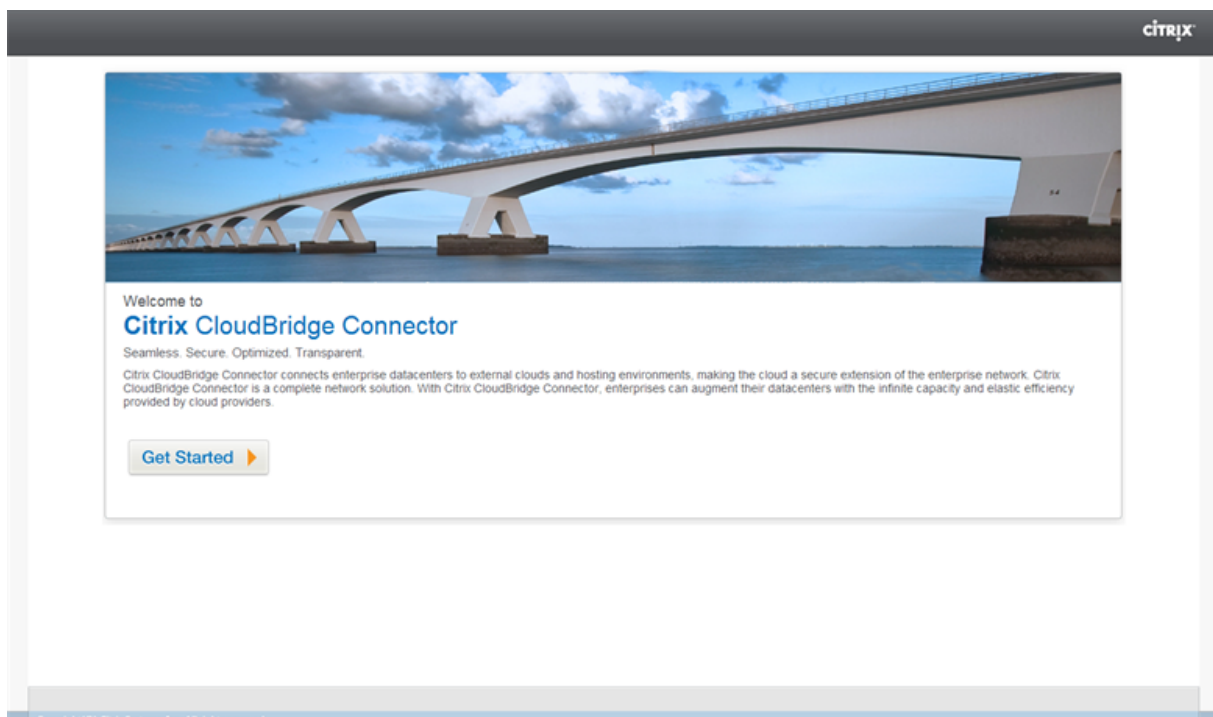 CİTRIX
54
Welcome to
Citrix CloudBridge Connector
Seamless. Secure. Optimized. Transparent.
Citrix CloudBridge Connector connects enterprise datacenters to external clouds and hosting environments, making the cloud a secure extension of the enterprise network. Citrix
CloudBridge Connector is a complete network solution. With Citrix CloudBridge Connector, enterprises can augment their datacenters with the infinite capacity and elastic efficiency
provided by cloud providers.
Get Started